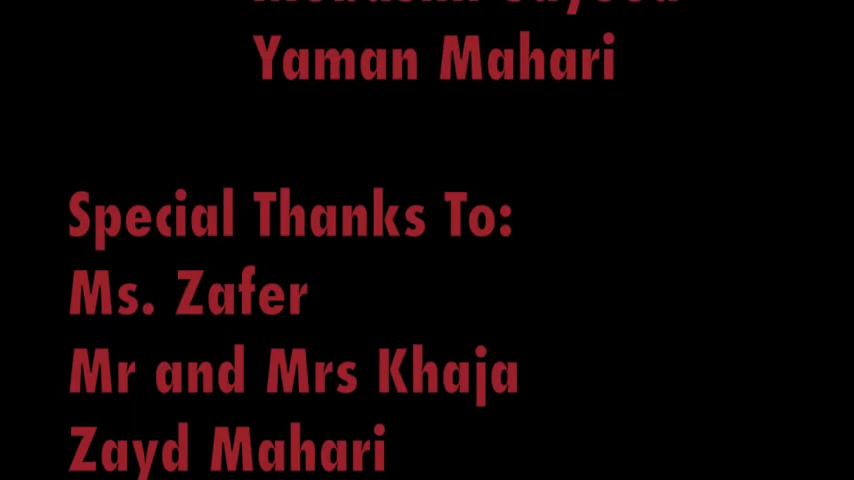 Yaman Mahari
Special Thanks To:
Ms. Zafer
Mr and Mrs Khaja
Zayd Mahari